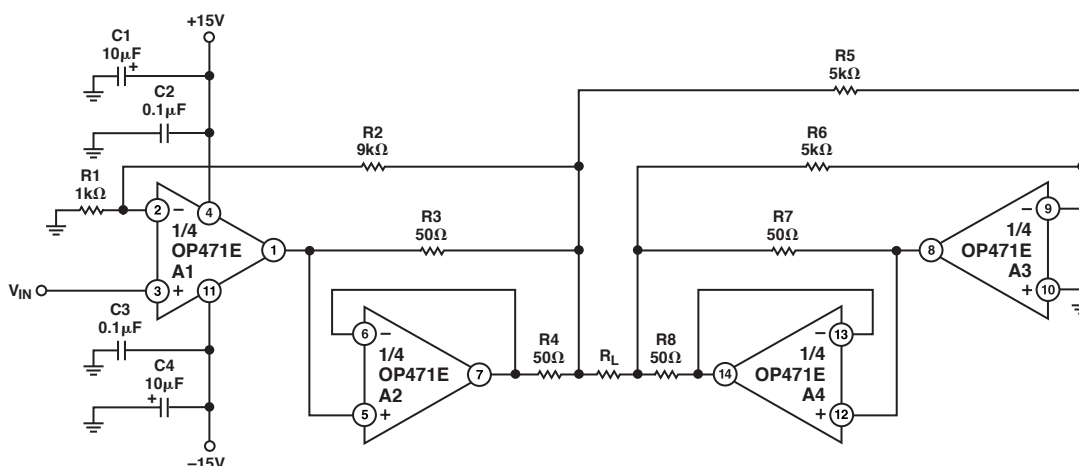 +15V
C1
10µF
+
C2
0.1µF
R5
5kΩ
R2
9kΩ
R6
5kΩ
R1
1kΩ
2
−
4
1/4
OP471E
A1
1
3
+
11
VIN
R3
50Ω
R7
50Ω
8
−
9
1/4
OP471E
A3
+
10
C3
0.1µF
C4
10µF
+
−15V
6
−
1/4
OP471E
A2
7
5
+
R4
50Ω
RL
R8
50Ω
14
−
13
1/4
OP471E
A4
+
12